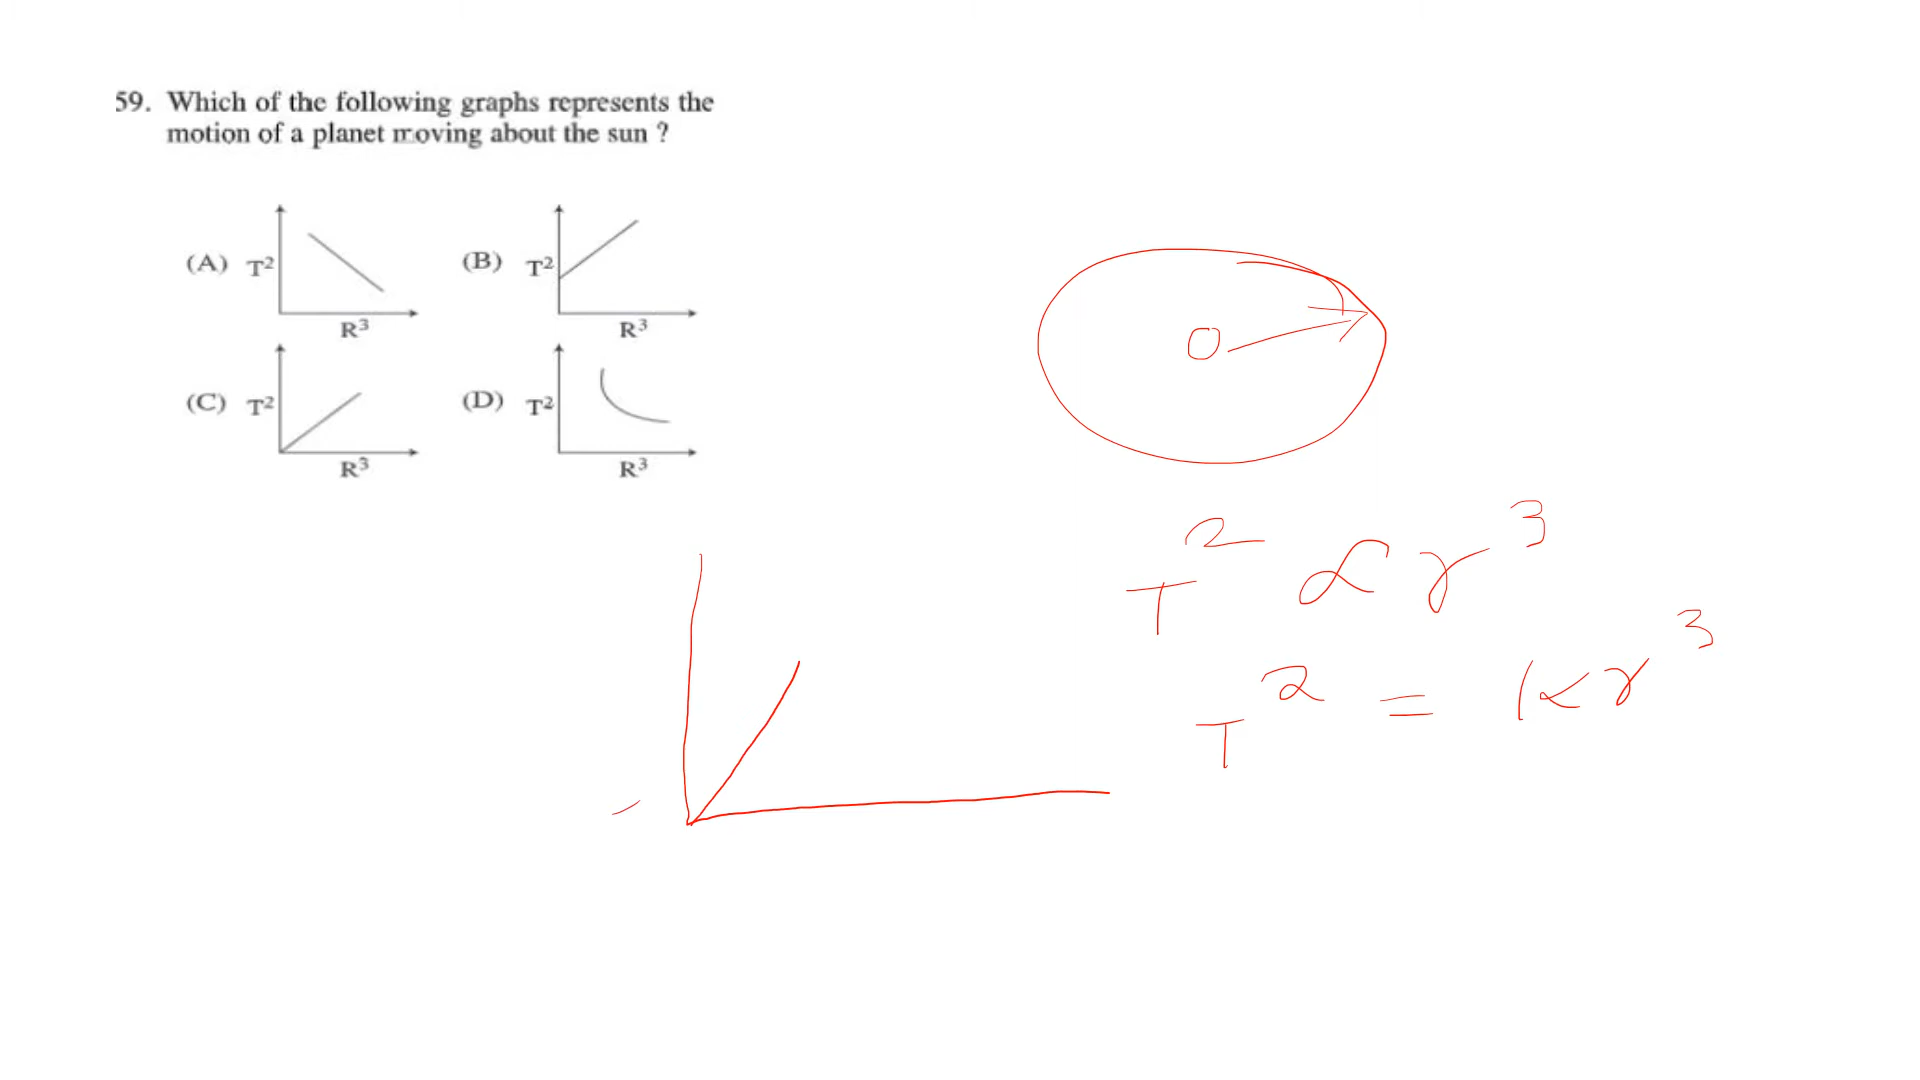 59. Which of the following graphs represents the
motion of a planet moving about the sun ?
(A) T² R³
(B) T² R³
(C) T² R³
(D) T² R³
T² ∝ r³
T² = kr³